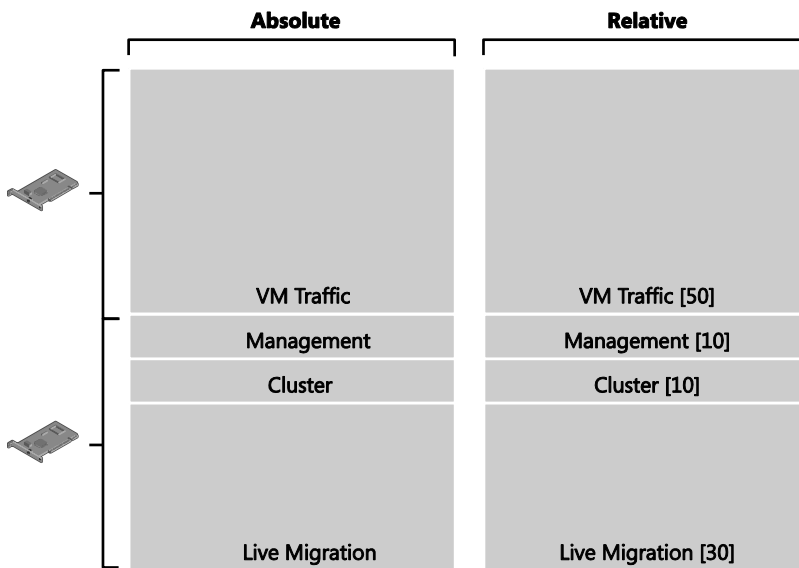 Absolute
Relative
VM Traffic
VM Traffic [50]
Management
Management [10]
Cluster
Cluster [10]
Live Migration
Live Migration [30]